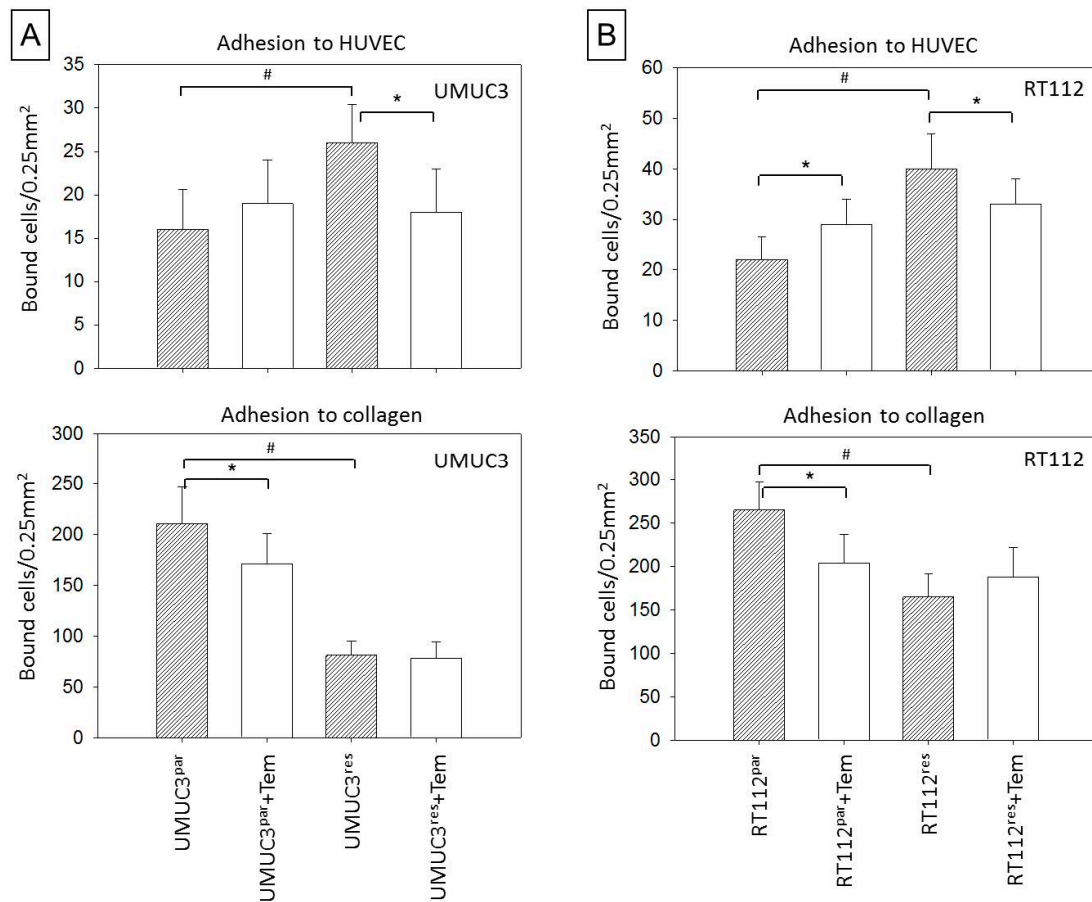 A
Adhesion to HUVEC
UMUC3
Bound cells/0.25mm²
35
30
25
20
15
10
5
0
#
*
Adhesion to collagen
UMUC3
Bound cells/0.25mm²
300
250
200
150
100
50
0
#
*
UMUC3ᵖᵃʳ
UMUC3ᵖᵃʳ+Tem
UMUC3ʳᵉˢ
UMUC3ʳᵉˢ+Tem
B
Adhesion to HUVEC
RT112
Bound cells/0.25mm²
60
50
40
30
20
10
0
#
*
*
Adhesion to collagen
RT112
Bound cells/0.25mm²
350
300
250
200
150
100
50
0
#
*
RT112ᵖᵃʳ
RT112ᵖᵃʳ+Tem
RT112ʳᵉˢ
RT112ʳᵉˢ+Tem